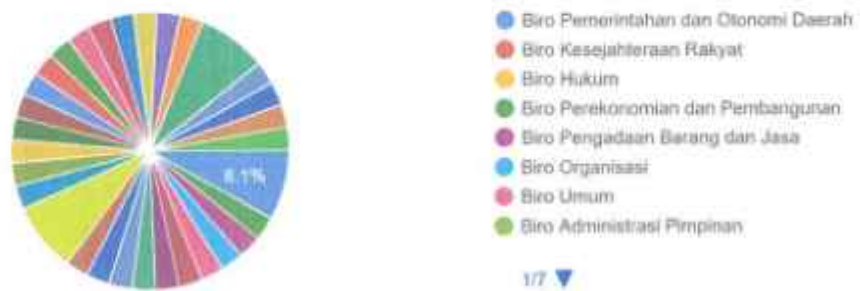 8.1%
Biro Pemerintahan dan Otonomi Daerah
Biro Kesejahteraan Rakyat
Biro Hukum
Biro Perekonomian dan Pembangunan
Biro Pengadaan Barang dan Jasa
Biro Organisasi
Biro Umum
Biro Administrasi Pimpinan
1/7